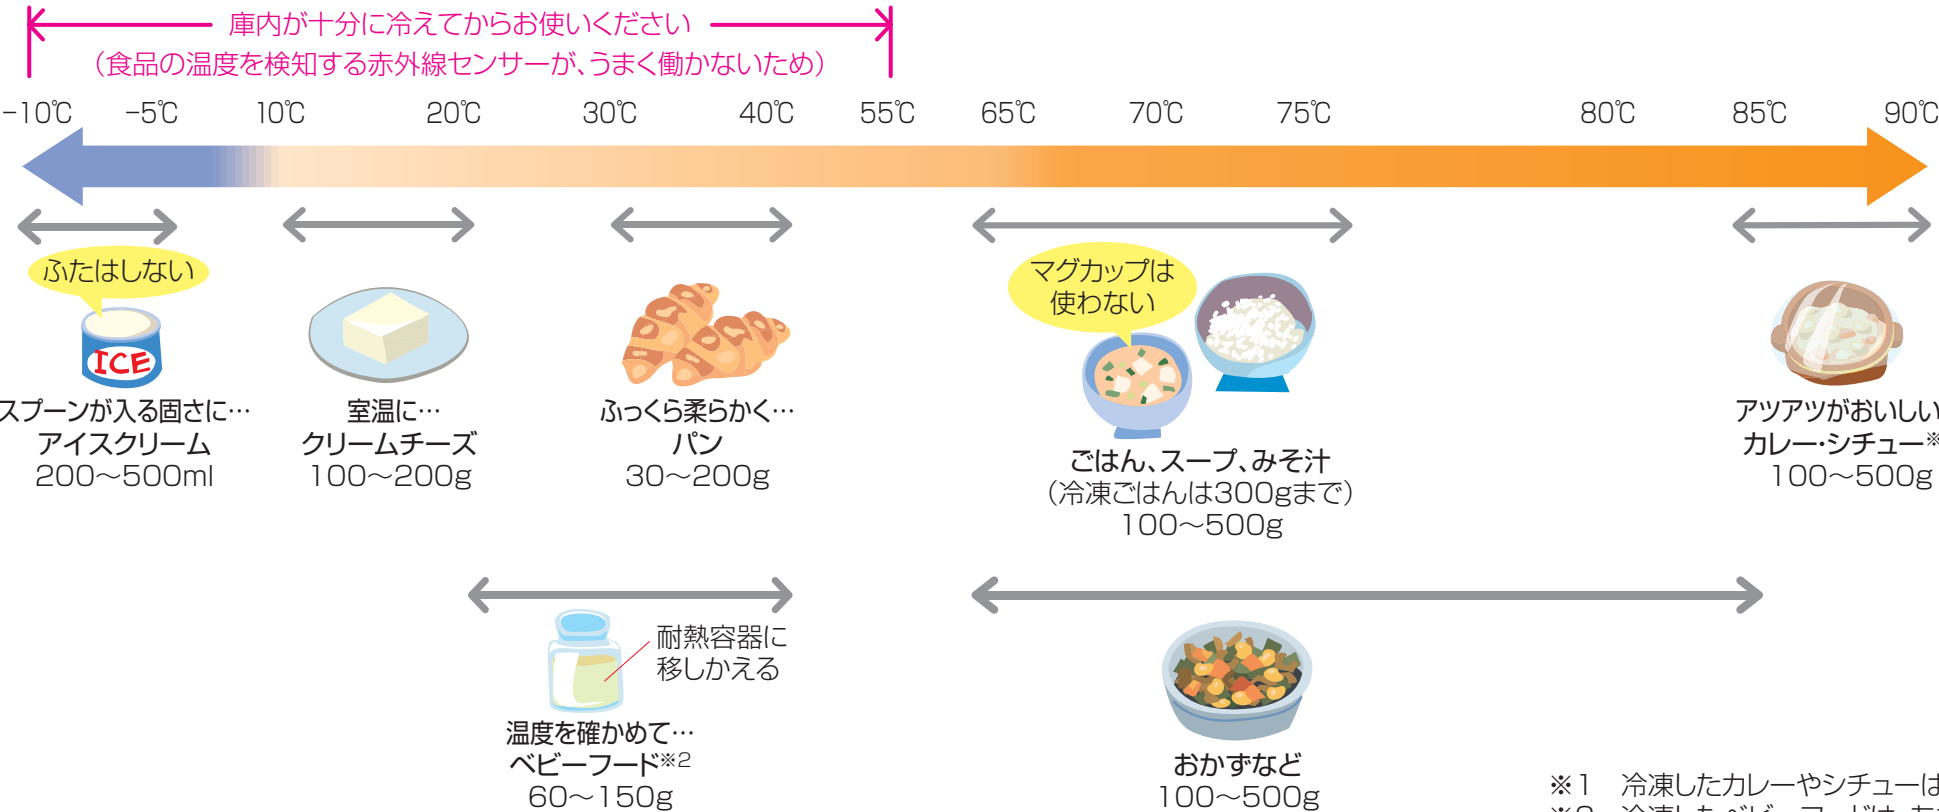 庫内が十分に冷えてからお使いください
（食品の温度を検知する赤外線センサーが、うまく働かないため）
−10℃ −5℃ 10℃ 20℃ 30℃ 40℃ 55℃ 65℃ 70℃ 75℃ 80℃ 85℃ 90℃
ふたはしない
ICE
スプーンが入る固さに…
アイスクリーム
200〜500ml
室温に…
クリームチーズ
100〜200g
ふっくら柔らかく…
パン
30〜200g
マグカップは
使わない
ごはん、スープ、みそ汁
（冷凍ごはんは300gまで）
100〜500g
アツアツがおいしい
カレー・シチュー※
100〜500g
耐熱容器に
移しかえる
温度を確かめて…
ベビーフード※2
60〜150g
おかずなど
100〜500g
※1 冷凍したカレーやシチューは